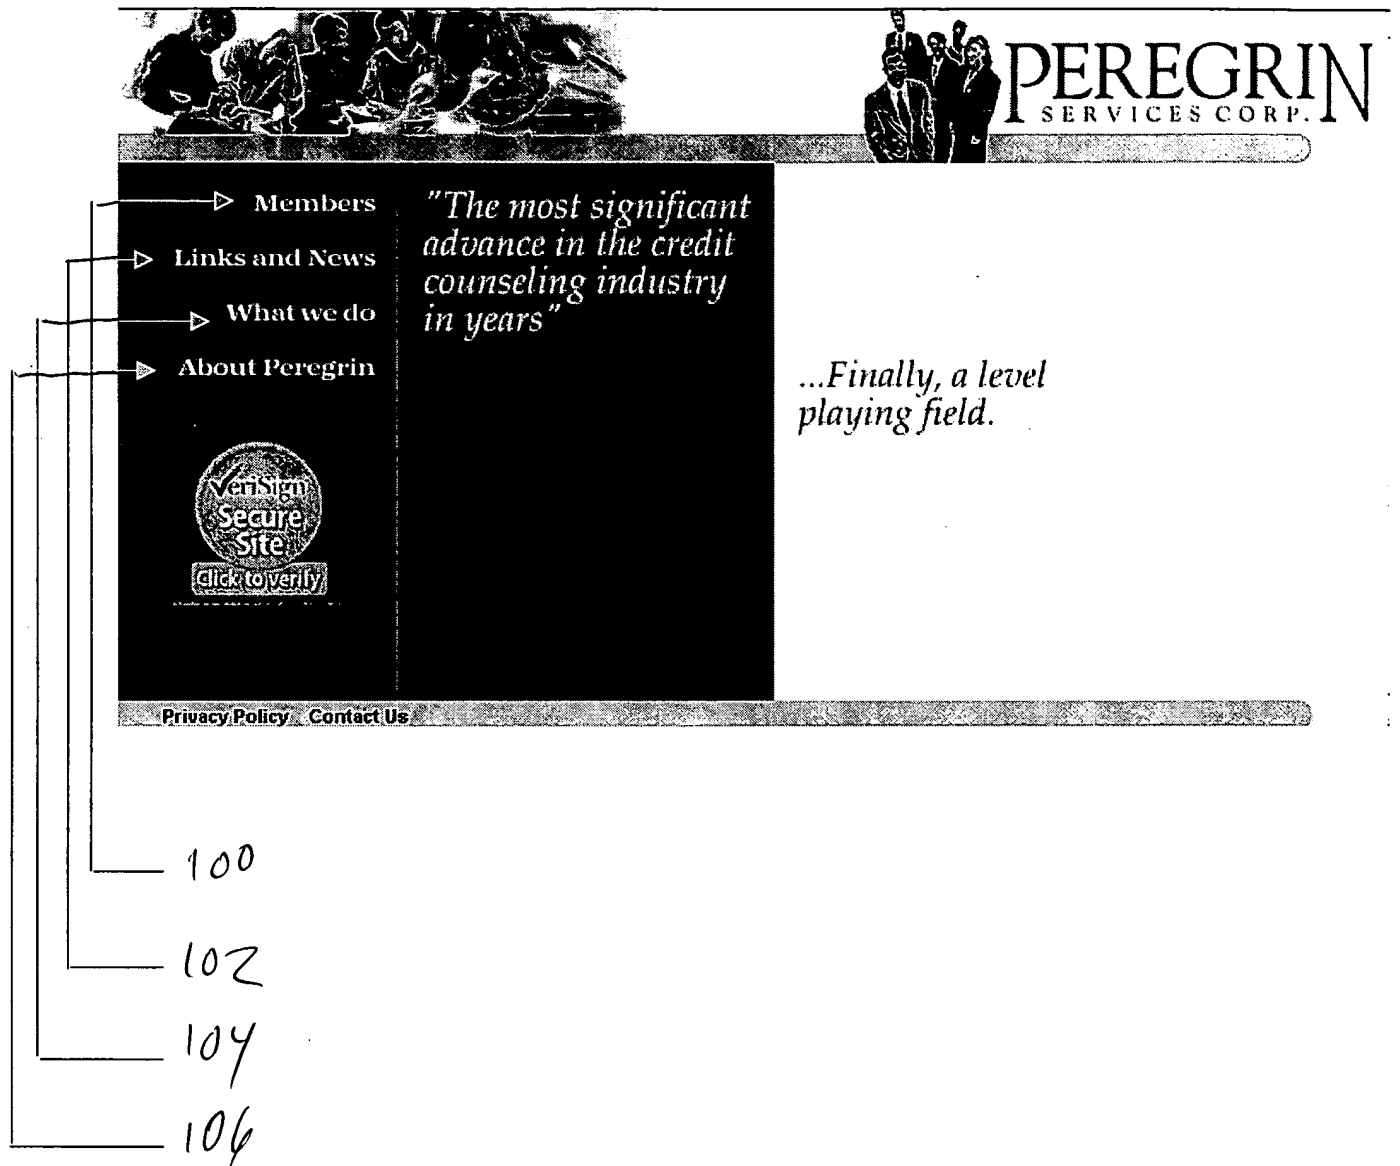 PEREGRIN
SERVICES CORP.
Members
Links and News
What we do
About Peregrin
"The most significant
advance in the credit
counseling industry
in years"
...Finally, a level
playing field.
VeriSign
Secure
Site
Click to verify
Privacy Policy Contact Us
100
102
104
106